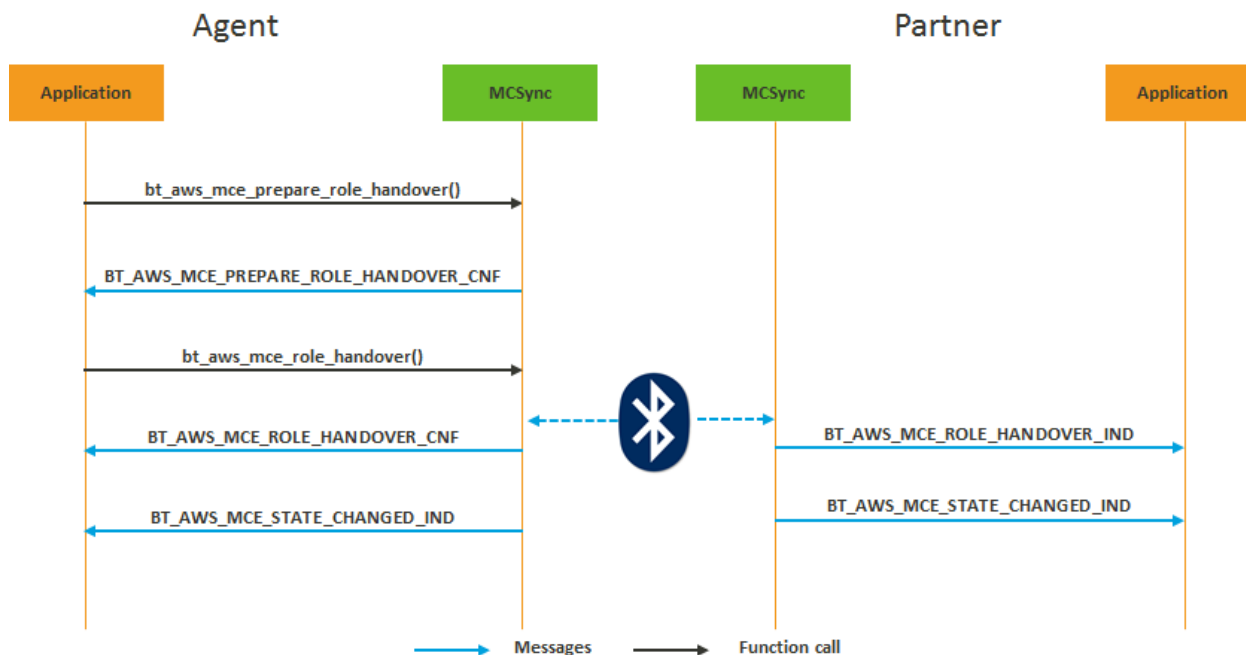 Agent
Partner
Application
MCSync
MCSync
Application
bt_aws_mce_prepare_role_handover()
BT_AWS_MCE_PREPARE_ROLE_HANDOVER_CNF
bt_aws_mce_role_handover()
BT_AWS_MCE_ROLE_HANDOVER_CNF
BT_AWS_MCE_ROLE_HANDOVER_IND
BT_AWS_MCE_STATE_CHANGED_IND
BT_AWS_MCE_STATE_CHANGED_IND
Messages
Function call